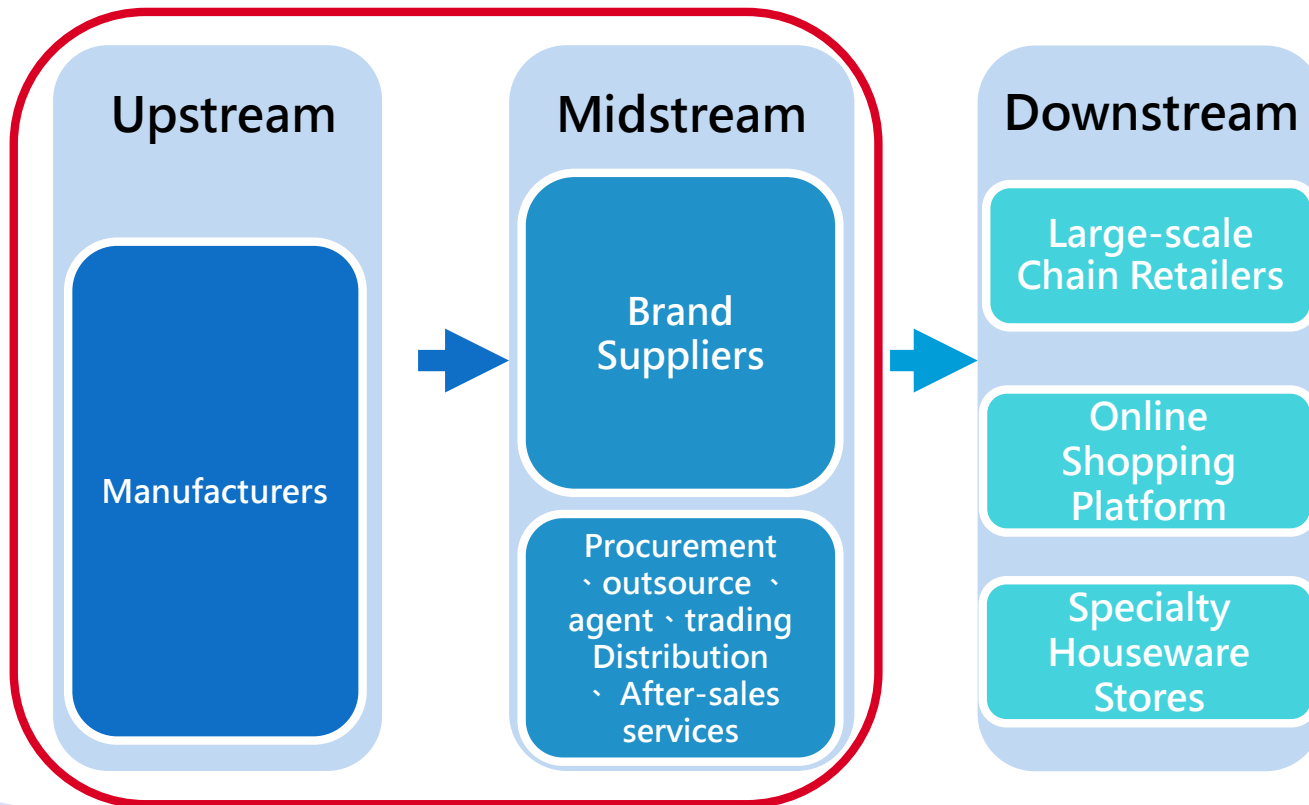 Upstream
Manufacturers
Midstream
Brand
Suppliers
Procurement
、outsource 、
agent、trading
Distribution
、 After-sales
services
Downstream
Large-scale
Chain Retailers
Online
Shopping
Platform
Specialty
Houseware
Stores